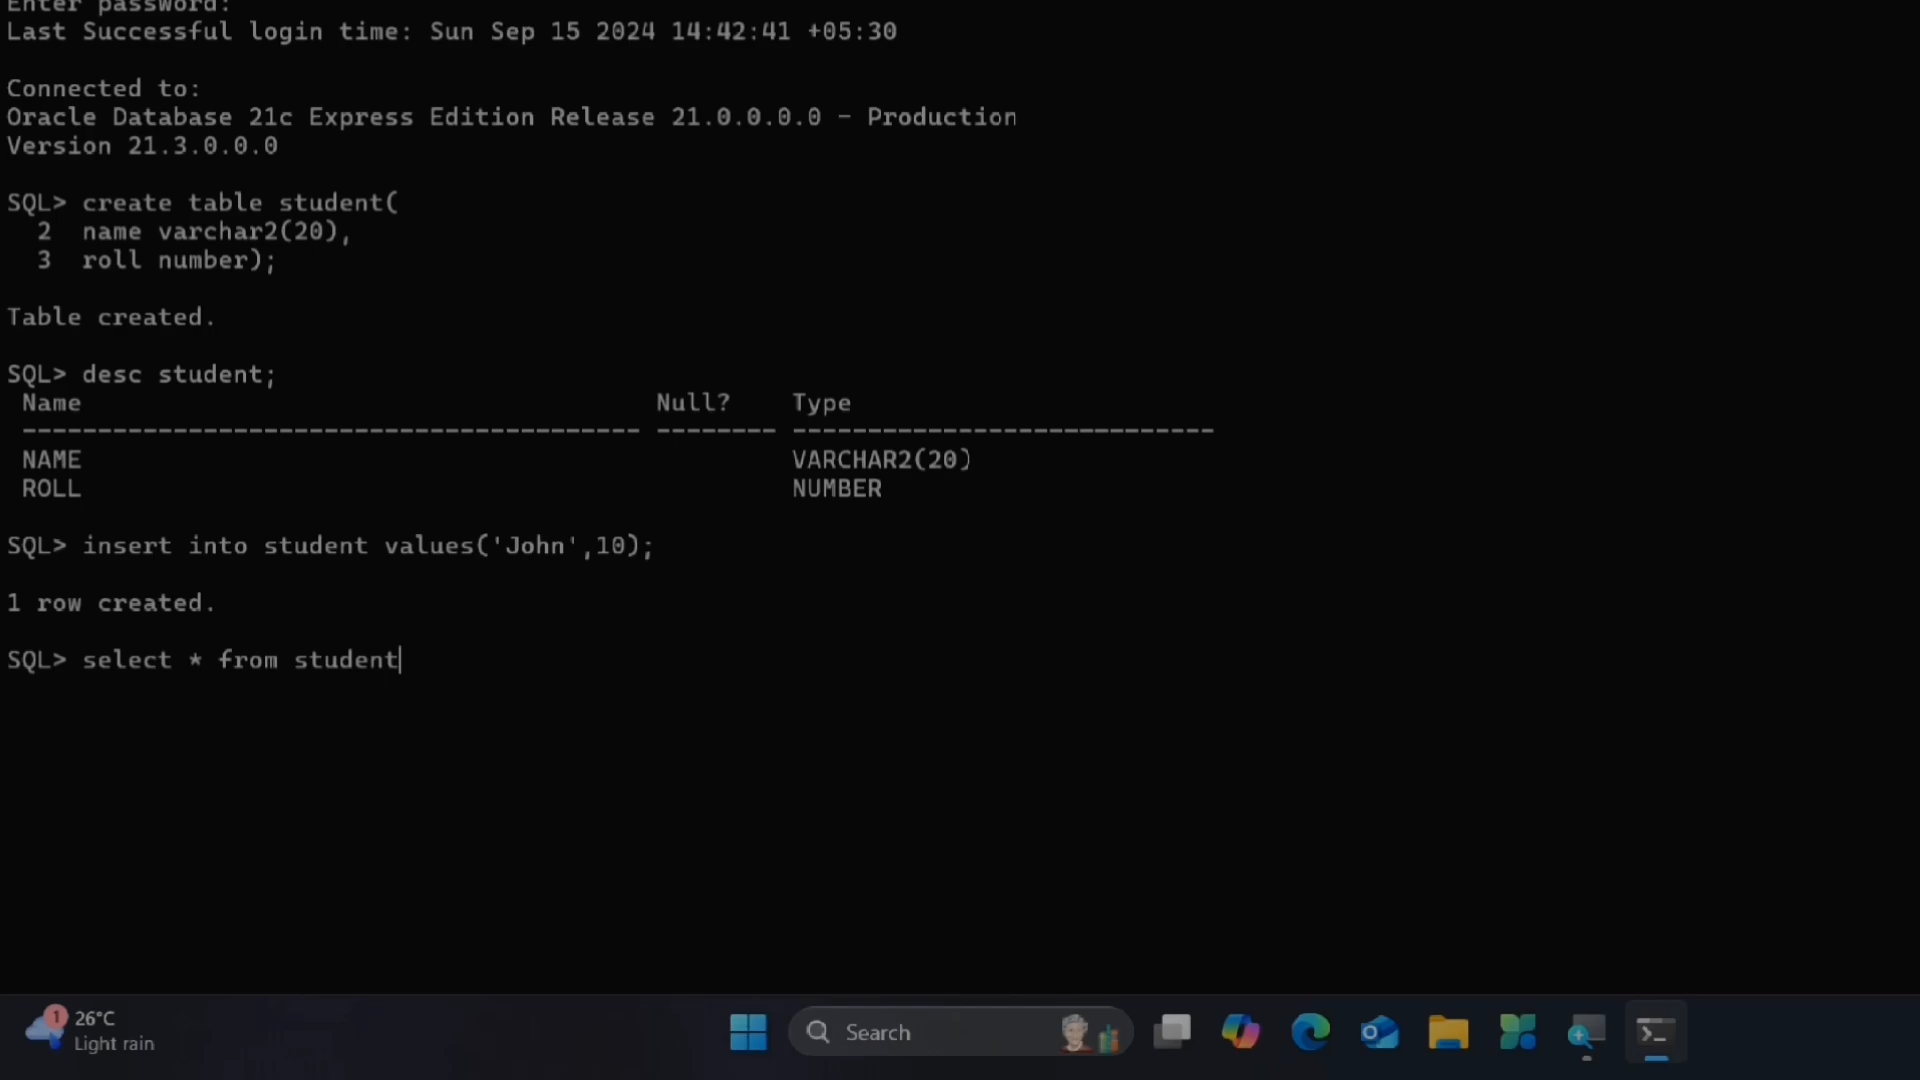 Enter password:
Last Successful login time: Sun Sep 15 2024 14:42:41 +05:30
Connected to:
Oracle Database 21c Express Edition Release 21.0.0.0.0 - Production
Version 21.3.0.0.0
SQL> create table student(
  2  name varchar2(20),
  3  roll number);
Table created.
SQL> desc student;
 Name                                      Null?    Type
 ----------------------------------------- -------- ----------------------------
 NAME                                               VARCHAR2(20)
 ROLL                                               NUMBER
SQL> insert into student values('John',10);
1 row created.
SQL> select * from student
1
26°C
Light rain
Search